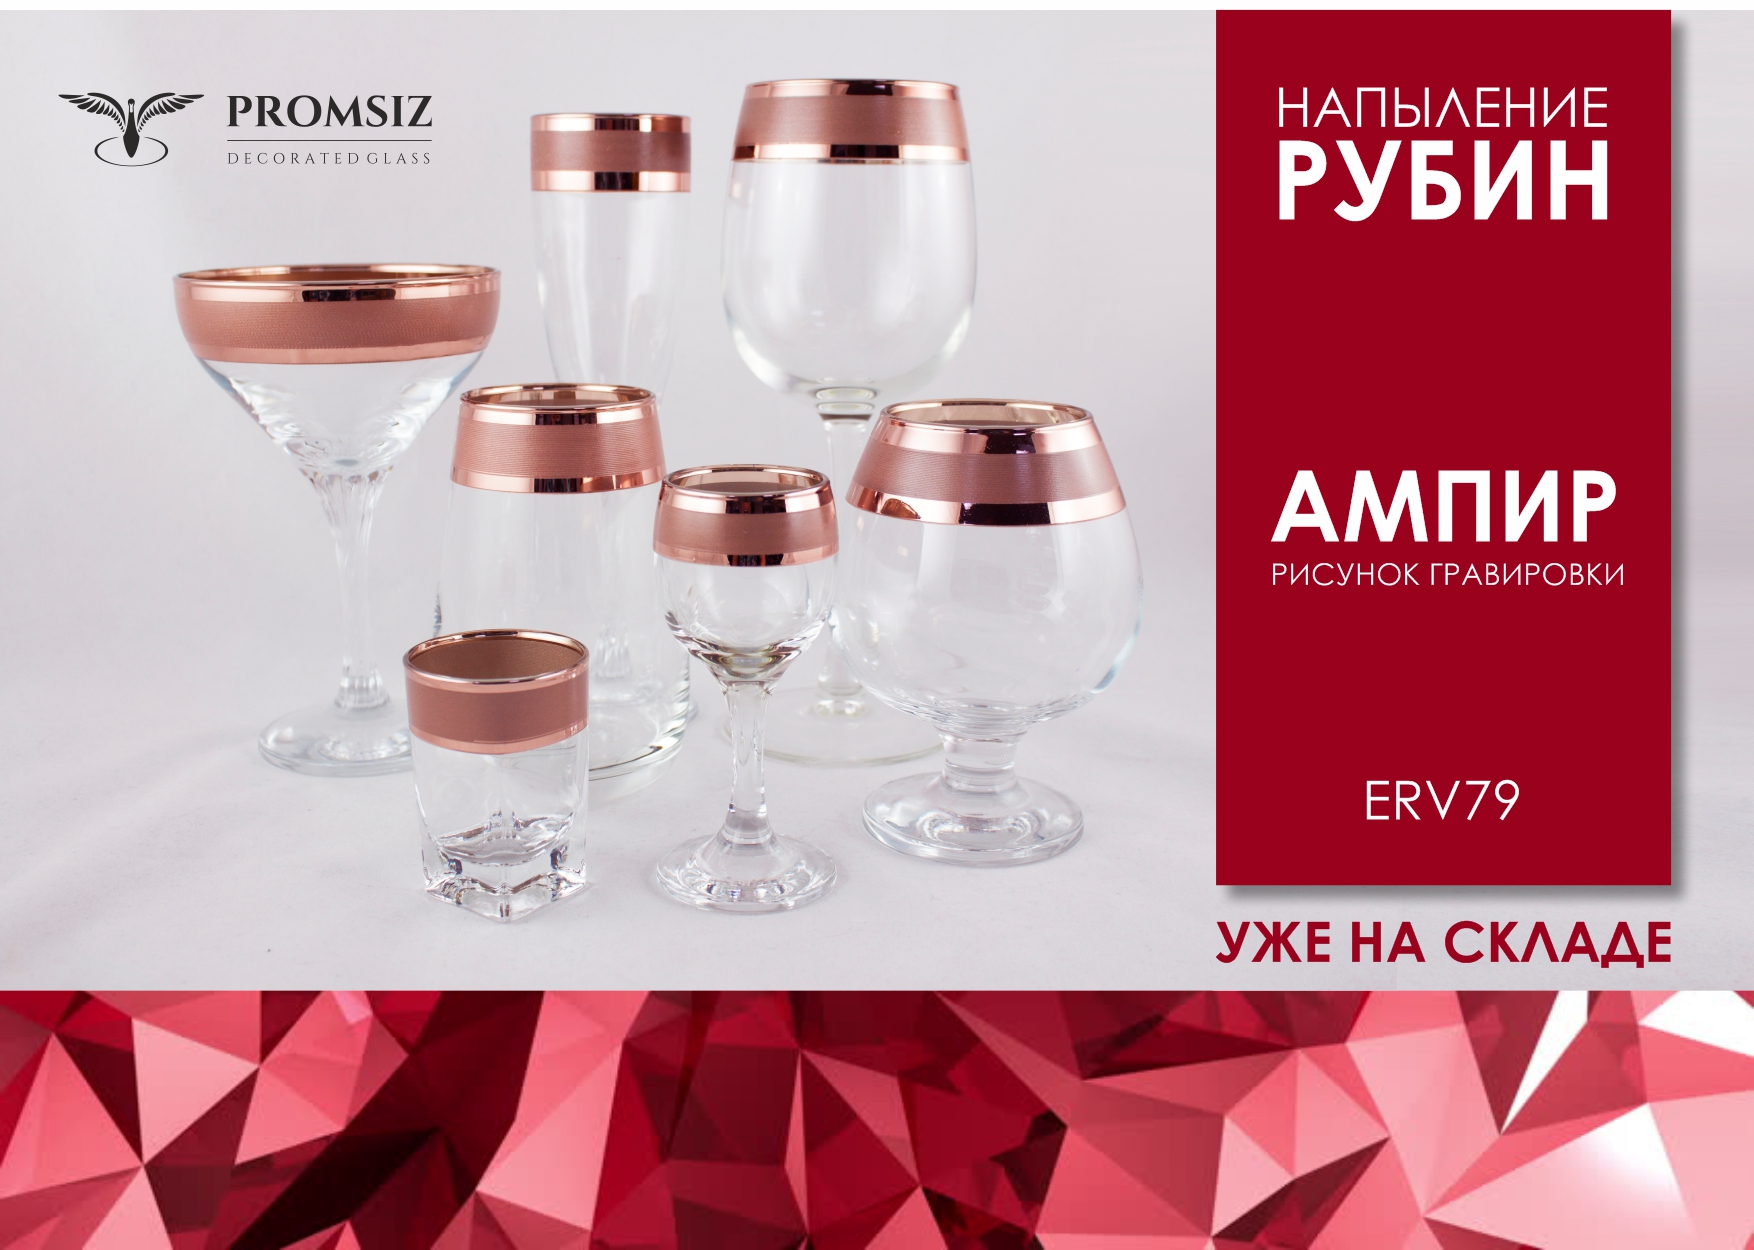 PROMSIZ
DECORATED GLASS
НАПЫЛЕНИЕ
РУБИН
АМПИР
РИСУНОК ГРАВИРОВКИ
ERV79
УЖЕ НА СКЛАДЕ